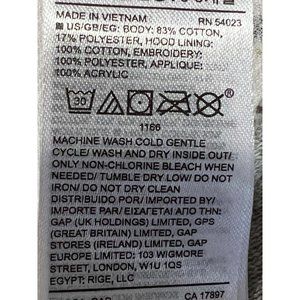 MADE IN VIETNAM RN 54023
US/GB/EG: BODY: 83% COTTON,
17% POLYESTER, HOOD LINING:
100% COTTON, EMBROIDERY:
100% POLYESTER, APPLIQUE:
100% ACRYLIC
30
1166
MACHINE WASH COLD GENTLE
CYCLE/ WASH AND DRY INSIDE OUT/
ONLY NON-CHLORINE BLEACH WHEN
NEEDED/ TUMBLE DRY LOW/ DO NOT
IRON/ DO NOT DRY CLEAN
DISTRIBUIDO POR/IMPORTED BY/
IMPORTE PAR/ ΕΙΣΑΓΕΤΑΙ ΑΠΟ ΤΗΝ:
GAP (UK HOLDINGS) LIMITED, GPS
(GREAT BRITAIN) LIMITED, GAP
STORES (IRELAND) LIMITED, GAP
EUROPE LIMITED: 103 WIGMORE
STREET, LONDON, W1U 1QS
EGYPT: RIGE, LLC
CA 17897